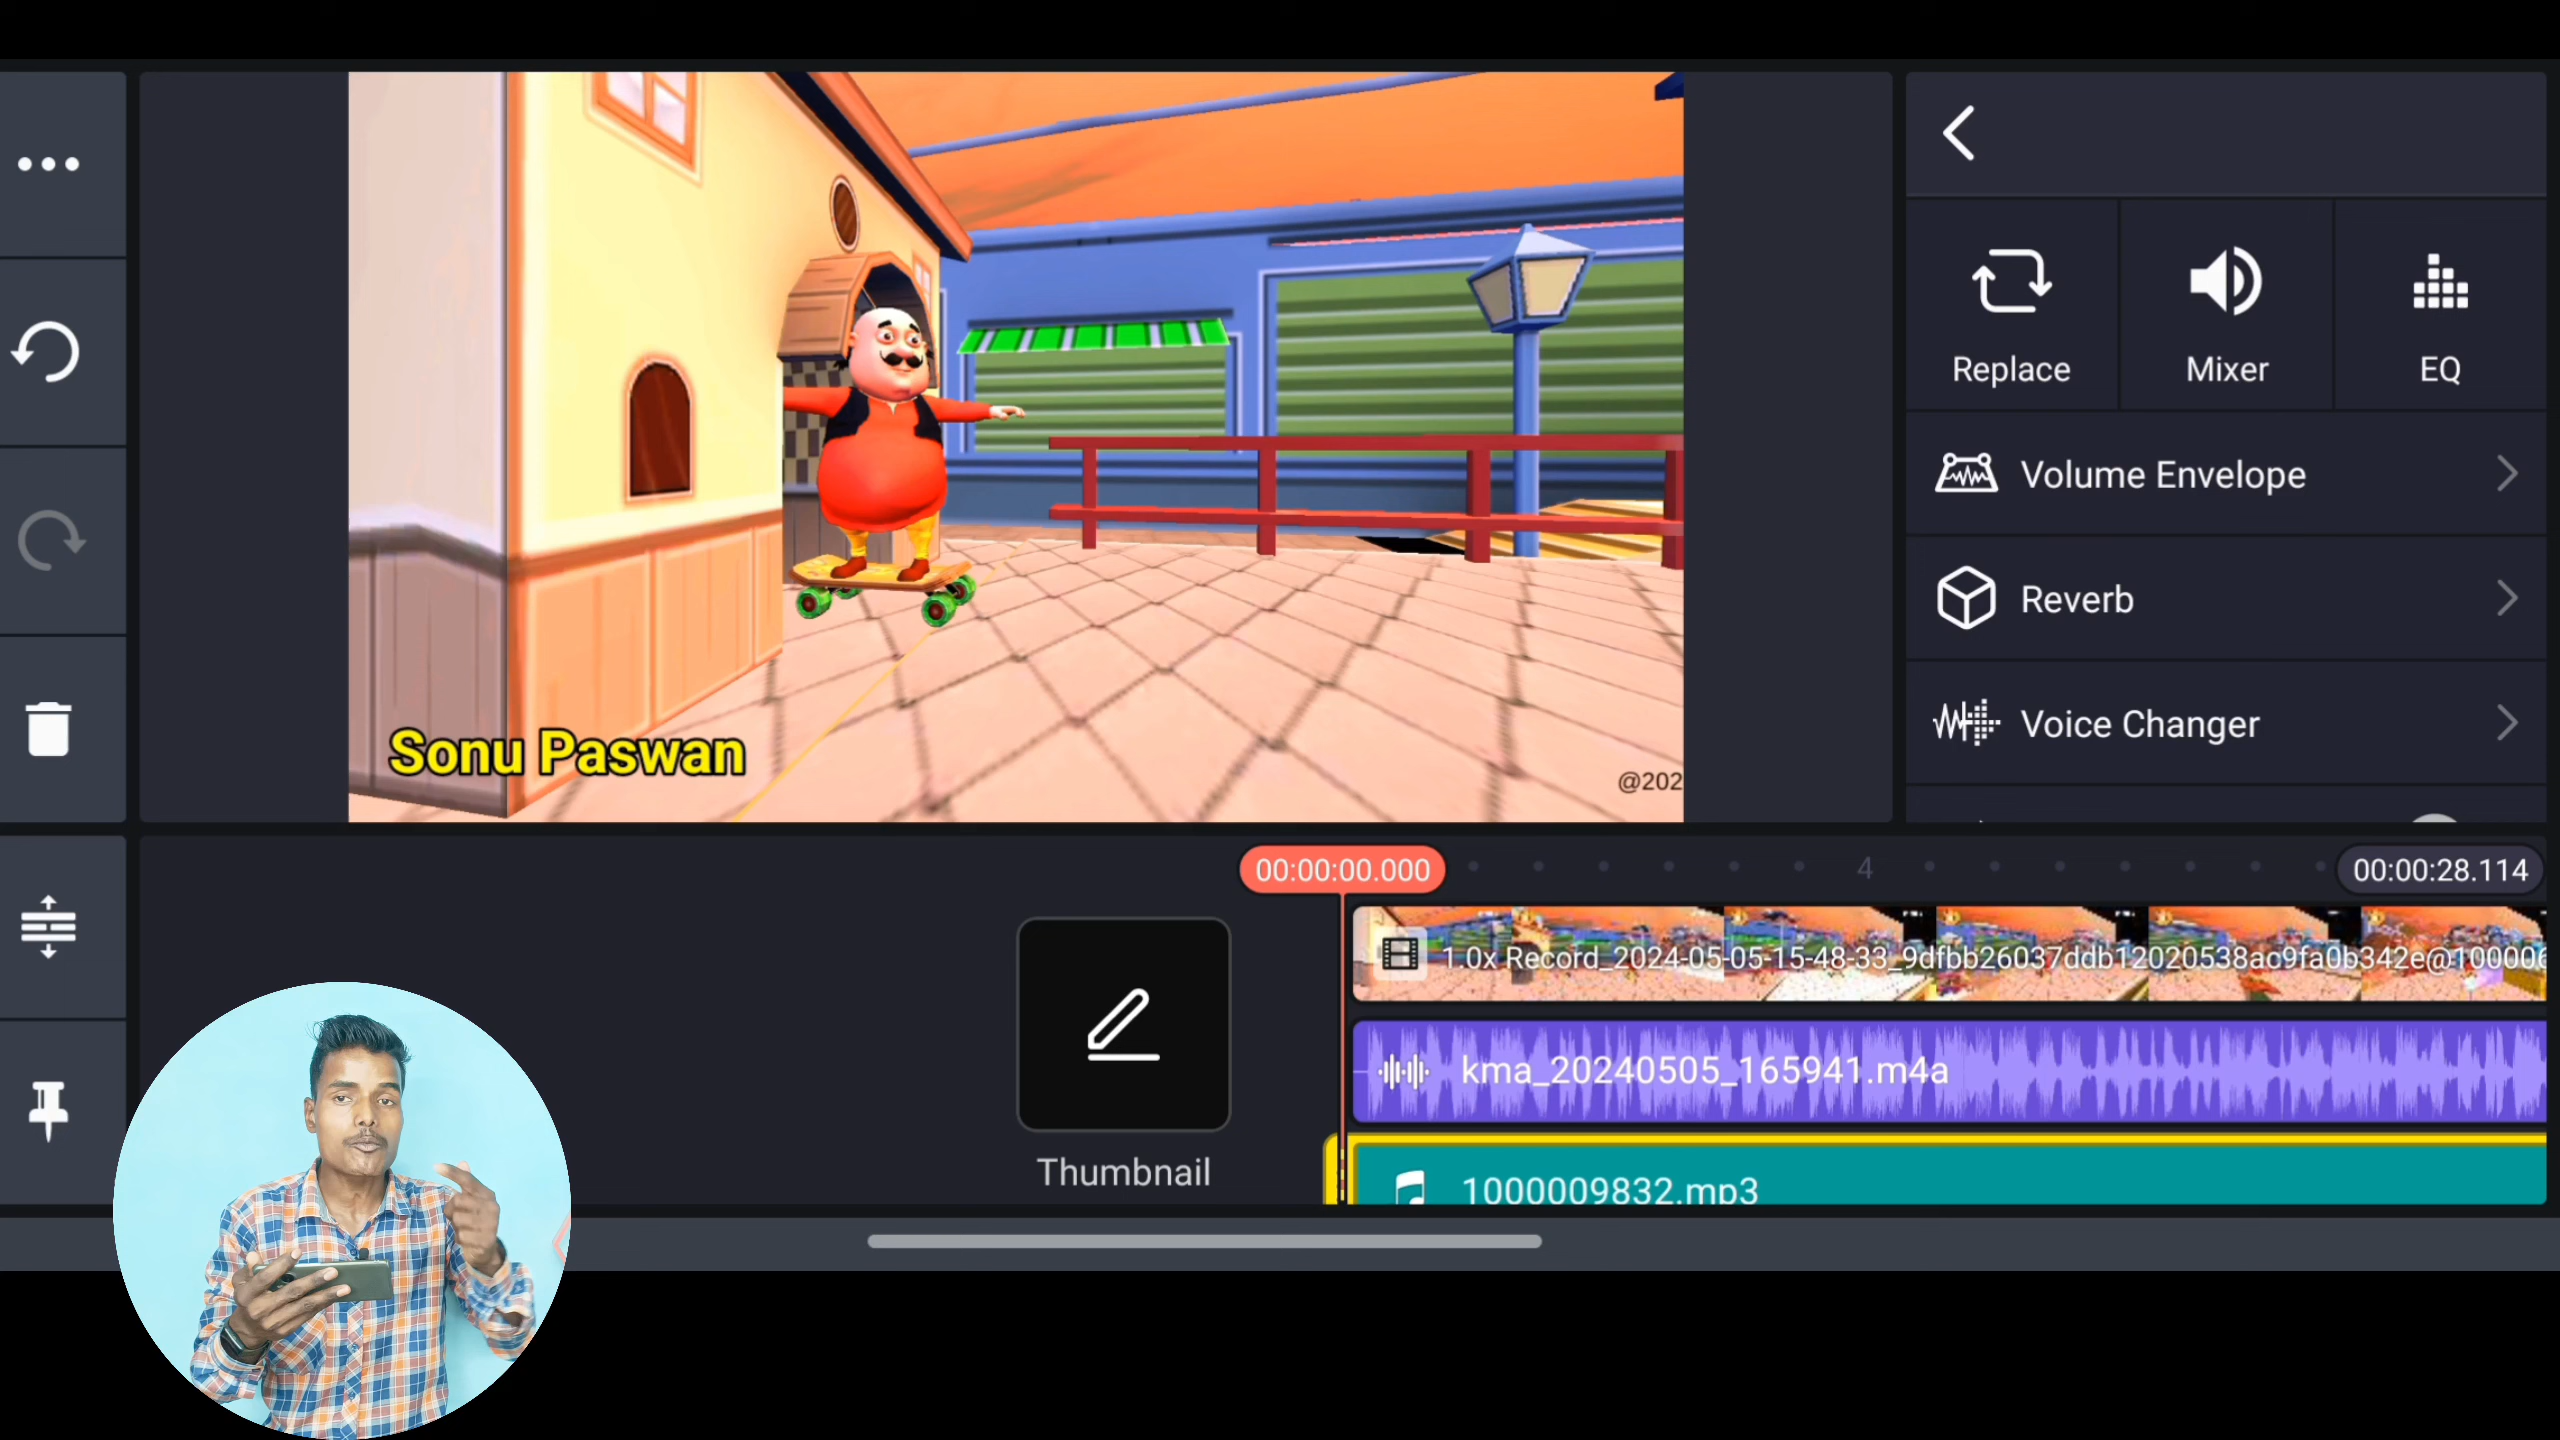 Replace
Mixer
EQ
Volume Envelope
Reverb
Voice Changer
Sonu Paswan
@202
00:00:00.000
4
00:00:28.114
1.0x Record_2024-05-05-15-48-33_9dfbb26037ddb12020538ac9fa0b342e@10000
kma_20240505_165941.m4a
Thumbnail
1000009832.mp3